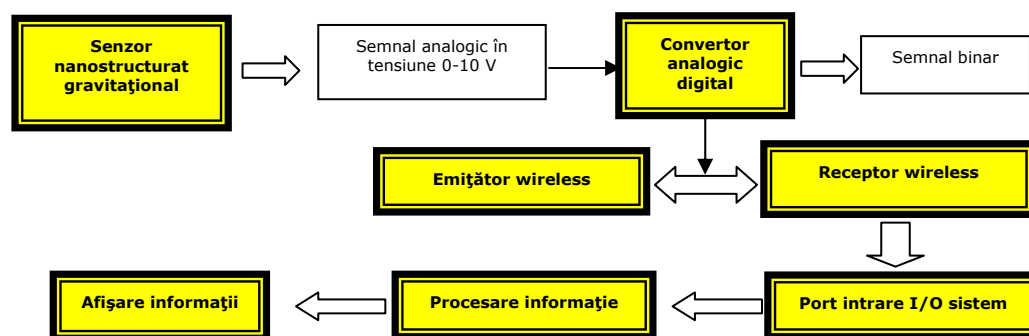 Senzor
nanostructurat
gravitaţional
Semnal analogic în
tensiune 0-10 V
Convertor
analogic
digital
Semnal binar
Emiţător wireless
Receptor wireless
Afişare informaţii
Procesare informaţie
Port intrare I/O sistem